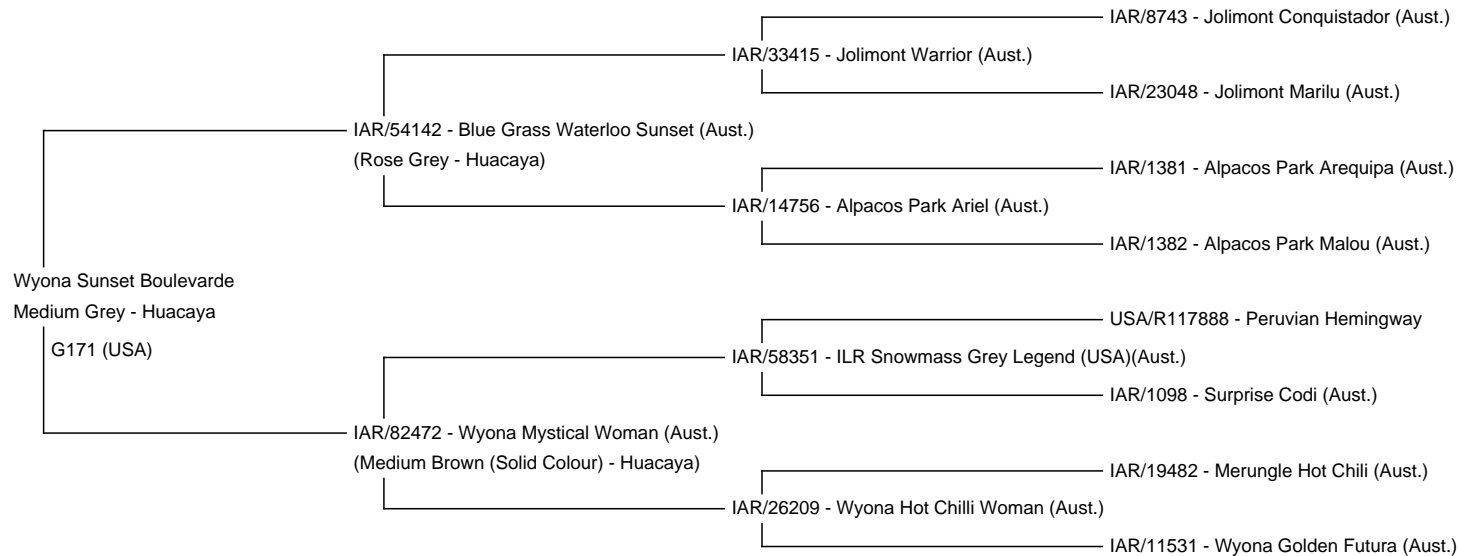 IAR/8743 - Jolimont Conquistador (Aust.)
IAR/33415 - Jolimont Warrior (Aust.)
IAR/23048 - Jolimont Marilu (Aust.)
IAR/54142 - Blue Grass Waterloo Sunset (Aust.)
(Rose Grey - Huacaya)
IAR/1381 - Alpacos Park Arequipa (Aust.)
IAR/14756 - Alpacos Park Ariel (Aust.)
IAR/1382 - Alpacos Park Malou (Aust.)
Wyona Sunset Boulevarde
Medium Grey - Huacaya
G171 (USA)
USA/R117888 - Peruvian Hemingway
IAR/58351 - ILR Snowmass Grey Legend (USA)(Aust.)
IAR/1098 - Surprise Codi (Aust.)
IAR/82472 - Wyona Mystical Woman (Aust.)
(Medium Brown (Solid Colour) - Huacaya)
IAR/19482 - Merungle Hot Chili (Aust.)
IAR/26209 - Wyona Hot Chilli Woman (Aust.)
IAR/11531 - Wyona Golden Futura (Aust.)